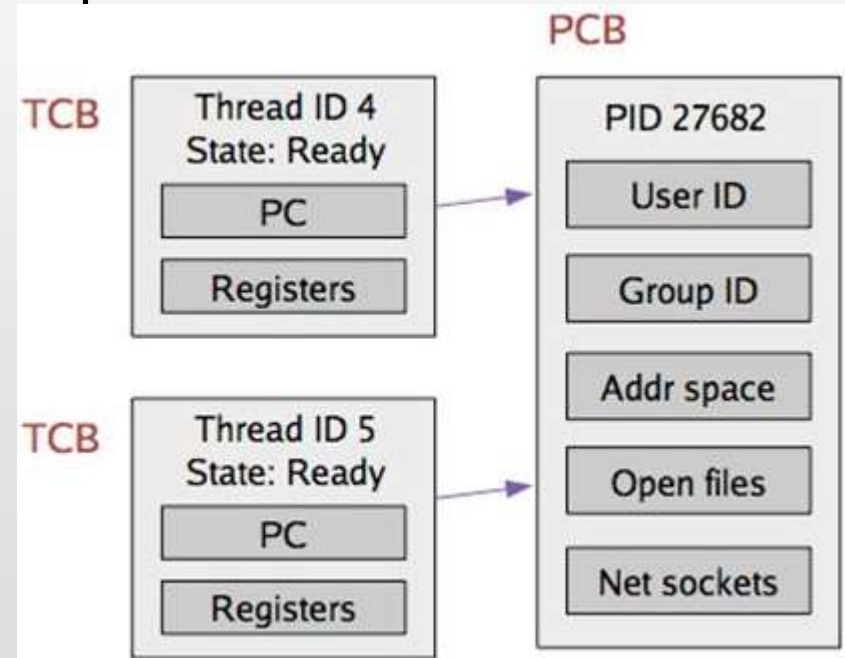 TCB
Thread ID 4
State: Ready
PC
Registers
TCB
Thread ID 5
State: Ready
PC
Registers
PCB
PID 27682
User ID
Group ID
Addr space
Open files
Net sockets